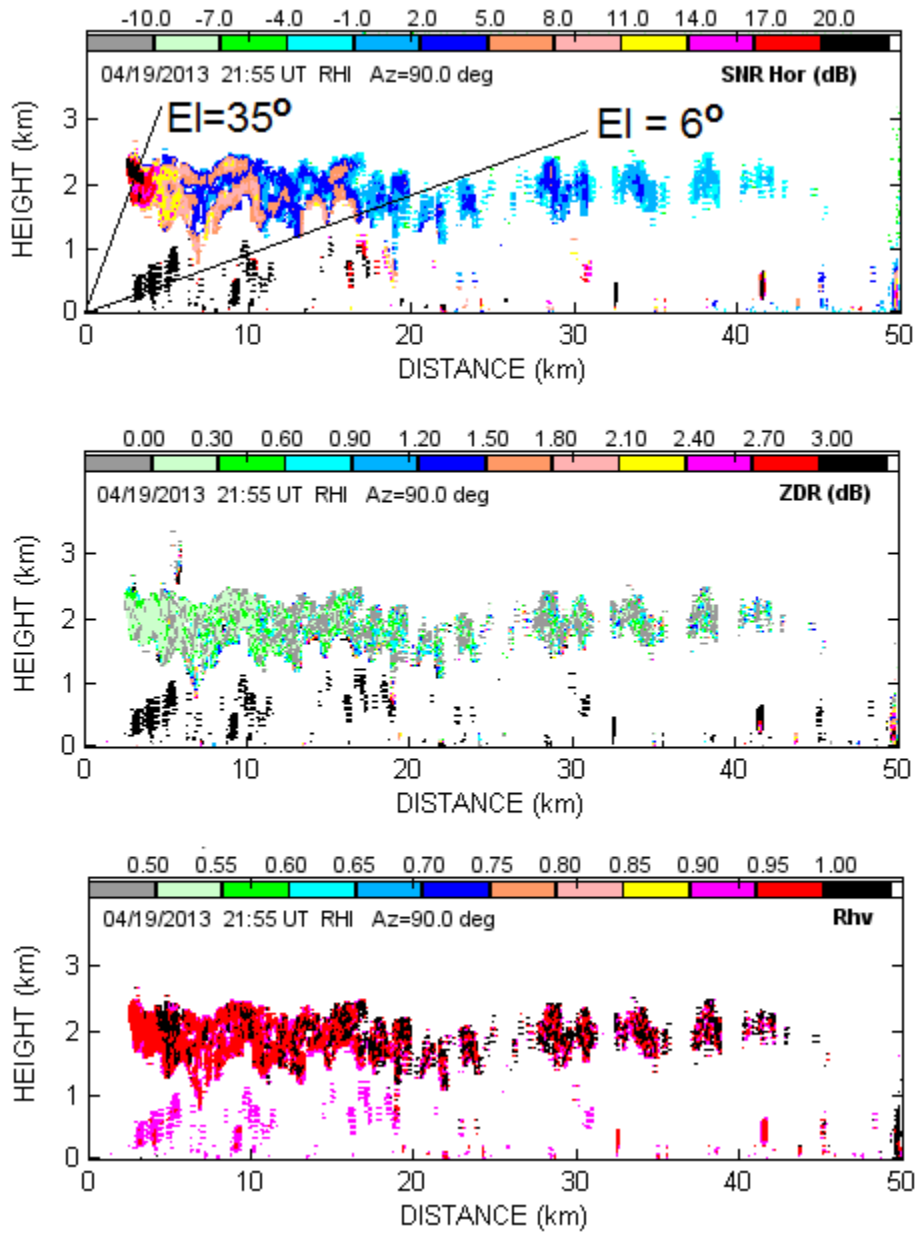 -10.0 -7.0 -4.0 -1.0 2.0 5.0 8.0 11.0 14.0 17.0 20.0
04/19/2013 21:55 UT RHI Az=90.0 deg SNR Hor (dB)
El=35º
El = 6º
HEIGHT (km)
3
2
1
0
0 10 20 30 40 50
DISTANCE (km)
0.00 0.30 0.60 0.90 1.20 1.50 1.80 2.10 2.40 2.70 3.00
04/19/2013 21:55 UT RHI Az=90.0 deg ZDR (dB)
HEIGHT (km)
3
2
1
0
0 10 20 30 40 50
DISTANCE (km)
0.50 0.55 0.60 0.65 0.70 0.75 0.80 0.85 0.90 0.95 1.00
04/19/2013 21:55 UT RHI Az=90.0 deg Rhv
HEIGHT (km)
3
2
1
0
0 10 20 30 40 50
DISTANCE (km)